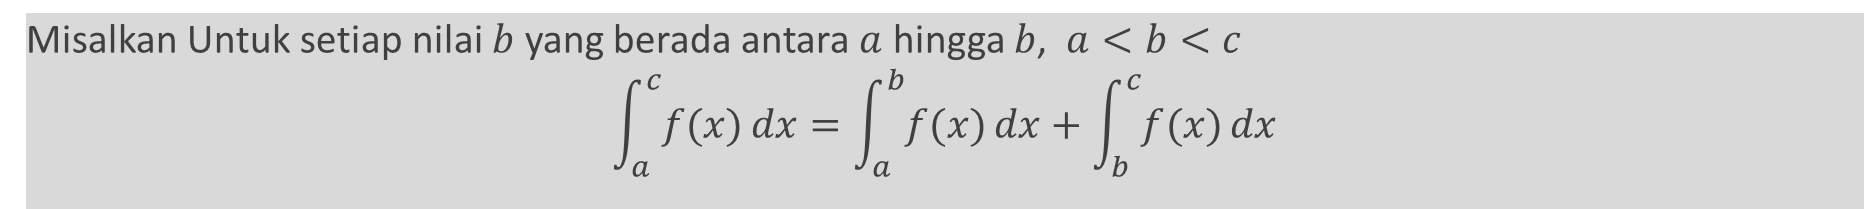 Misalkan Untuk setiap nilai b yang berada antara a hingga b, a < b < c
∫_a^c f(x) dx = ∫_a^b f(x) dx + ∫_b^c f(x) dx